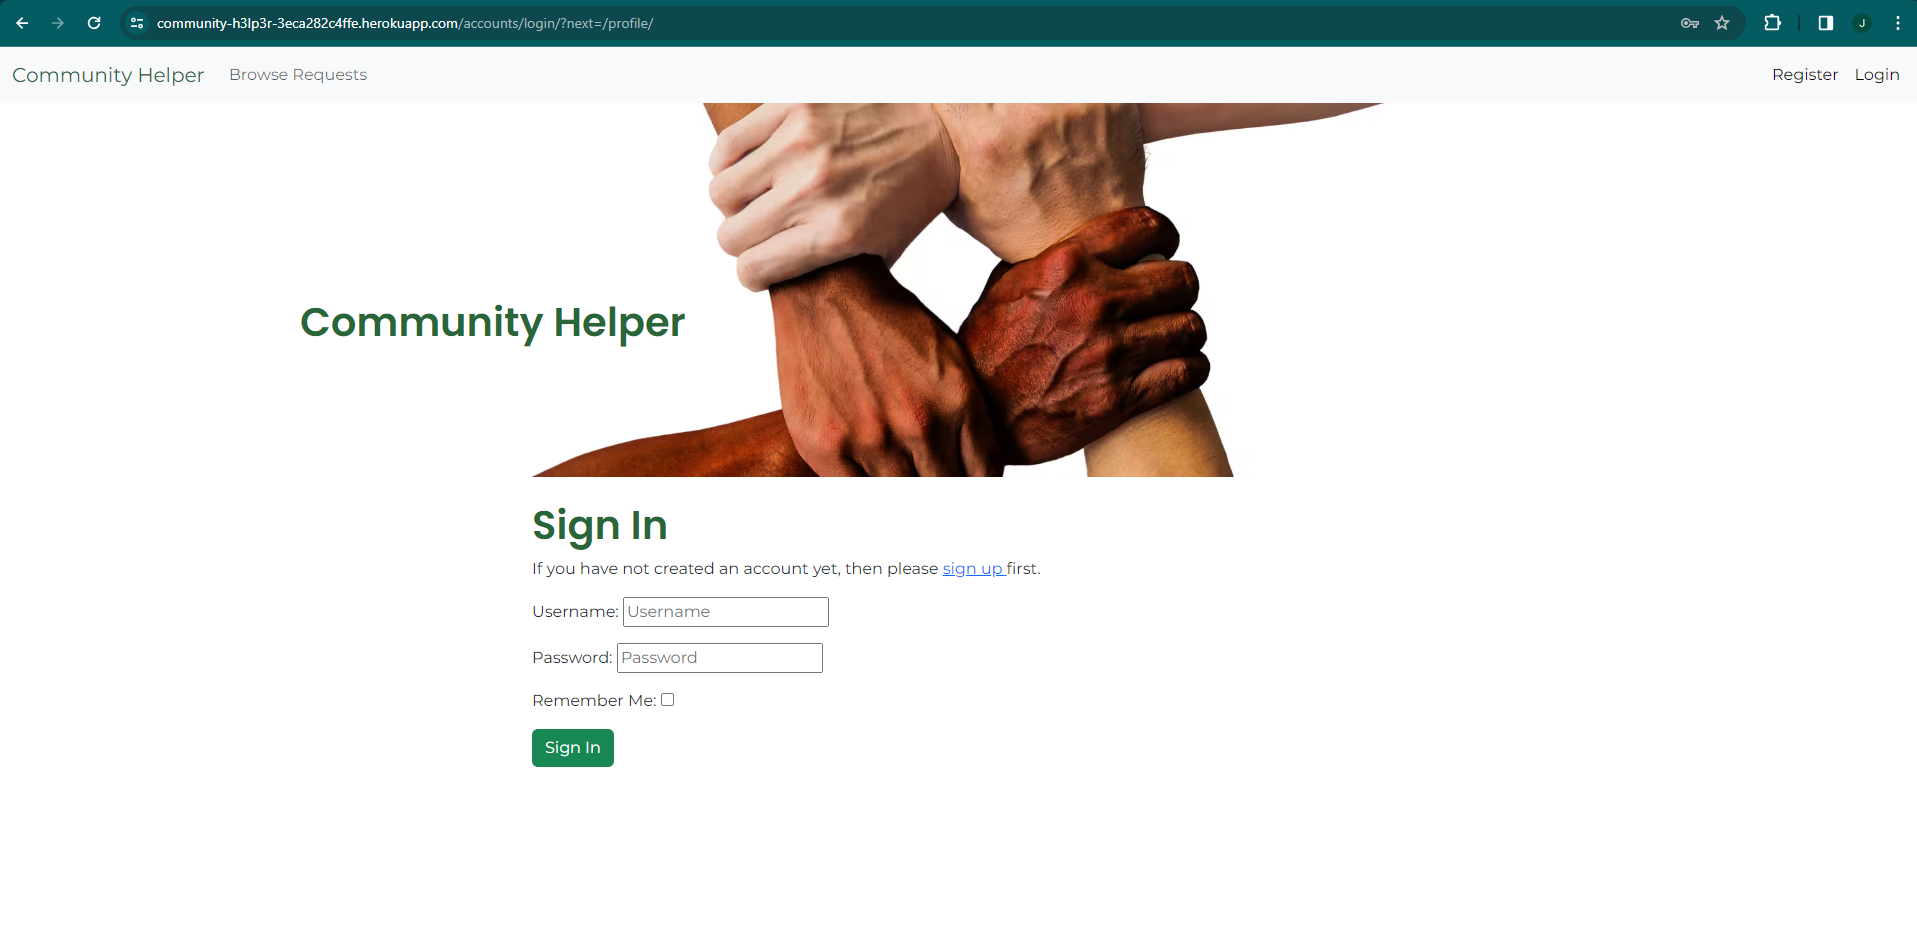 community-h3lp3r-3eca282c4ffe.herokuapp.com/accounts/login/?next=/profile/
J
Community Helper Browse Requests Register Login
Community Helper
Sign In
If you have not created an account yet, then please sign up first.
Username: Username
Password: Password
Remember Me:
Sign In